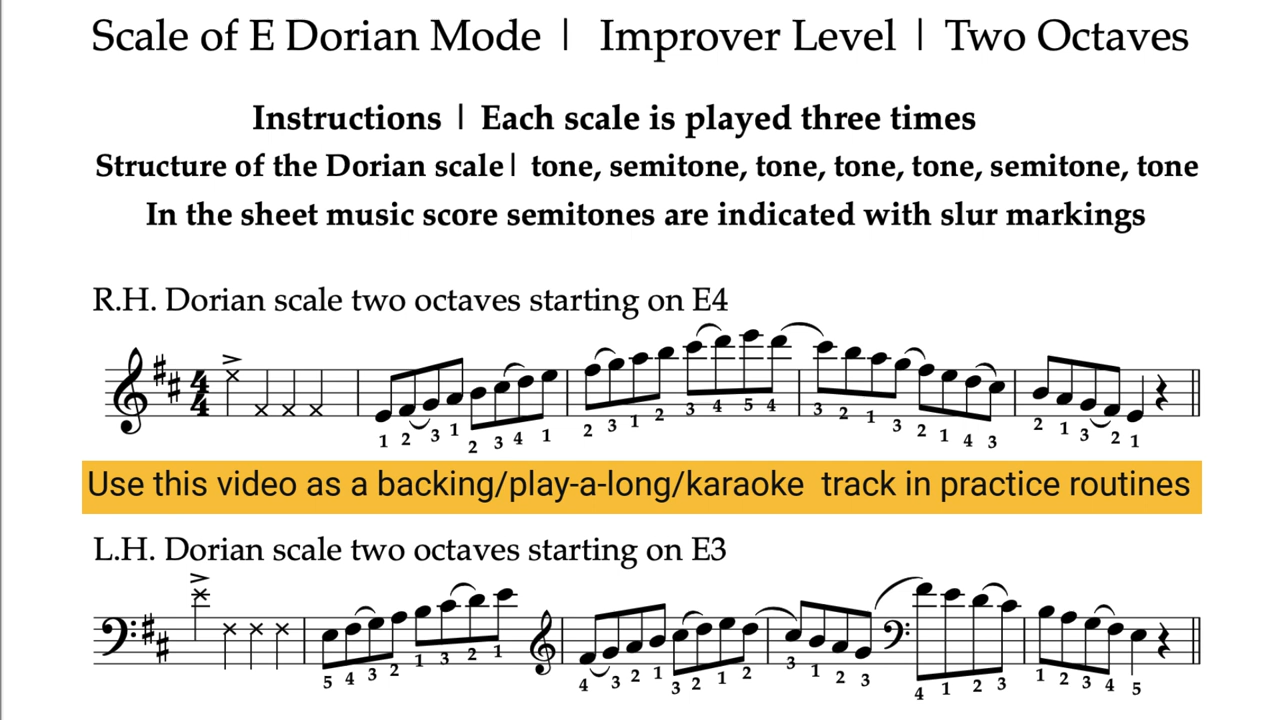 Scale of E Dorian Mode | Improver Level | Two Octaves
Instructions | Each scale is played three times
Structure of the Dorian scale| tone, semitone, tone, tone, tone, semitone, tone
In the sheet music score semitones are indicated with slur markings
R.H. Dorian scale two octaves starting on E4
4
4
1 2 3 1 2 3 4 1 2 3 1 2 3 4 5 4 3 2 1 3 2 1 4 3 2 1 3 2 1
Use this video as a backing/play-a-long/karaoke track in practice routines
L.H. Dorian scale two octaves starting on E3
5 4 3 2 1 3 2 1 4 3 2 1 3 2 1 2 3 1 2 3 4 1 2 3 1 2 3 4 5